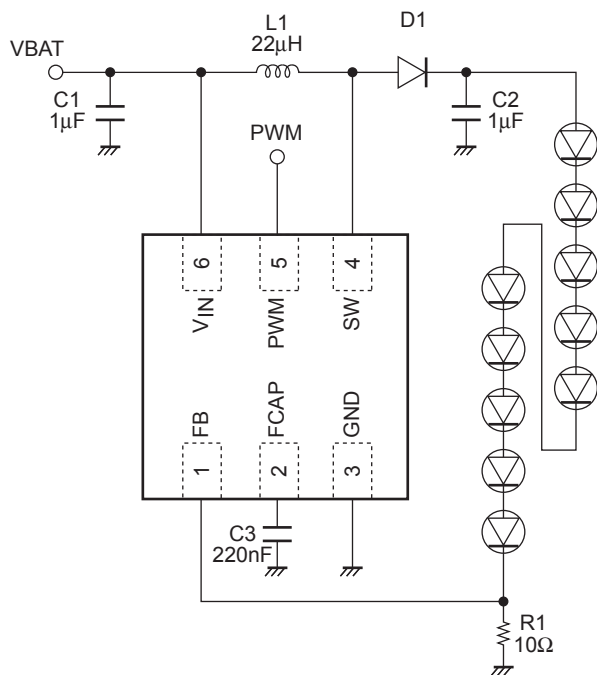 L1
D1
VBAT
22μH
C1
1μF
C2
1μF
PWM
6
5
4
VIN
PWM
SW
FB
FCAP
GND
1
2
3
C3
220nF
R1
10Ω